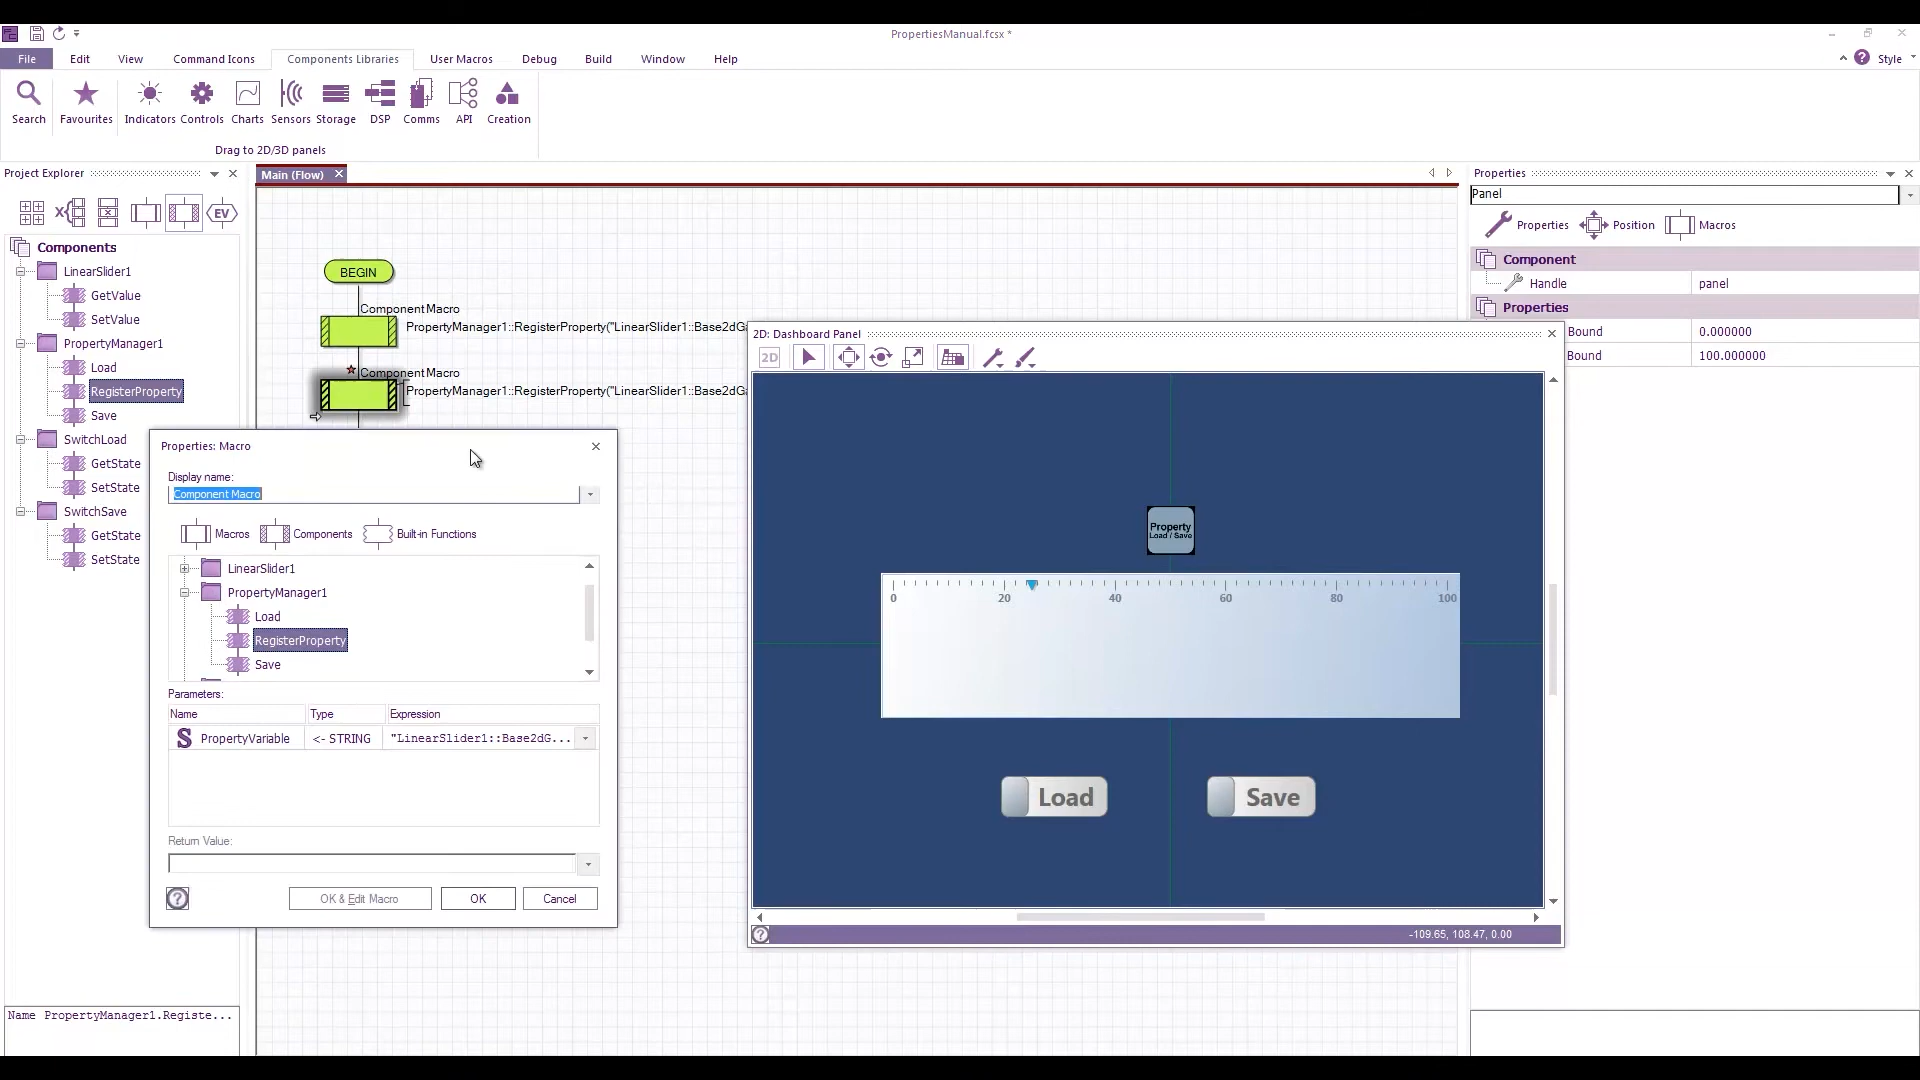 PropertiesManual.fcsx *
File Edit View Command Icons Components Libraries User Macros Debug Build Window Help Style
Search Favourites Indicators Controls Charts Sensors Storage DSP Comms API Creation
Drag to 2D/3D panels
Project Explorer
EV
Components
LinearSlider1
GetValue
SetValue
PropertyManager1
Load
RegisterProperty
Save
SwitchLoad
GetState
SetState
SwitchSave
GetState
SetState
Name PropertyManager1.Registe...
Main (Flow)
BEGIN
Component Macro
PropertyManager1::RegisterProperty("LinearSlider1::Base2dGa
Component Macro
PropertyManager1::RegisterProperty("LinearSlider1::Base2dGa
Properties: Macro
Display name:
Component Macro
Macros Components Built-in Functions
LinearSlider1
PropertyManager1
Load
RegisterProperty
Save
Parameters:
Name Type Expression
S PropertyVariable <- STRING "LinearSlider1::Base2dG...
Return Value:
OK & Edit Macro OK Cancel
2D: Dashboard Panel
2D
Property
Load / Save
0 20 40 60 80 100
Load Save
-109.65, 108.47, 0.00
Properties
Panel
Properties Position Macros
Component
Handle panel
Properties
Bound 0.000000
Bound 100.000000